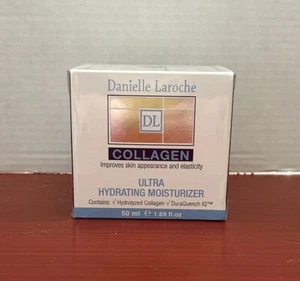 Danielle Laroche
DL
COLLAGEN
Improves skin appearance and elasticity
ULTRA
HYDRATING MOISTURIZER
Contains: √ Hydrolyzed Collagen √ DuraQuench IQ™
50 ml ℮ 1.69 fl.oz